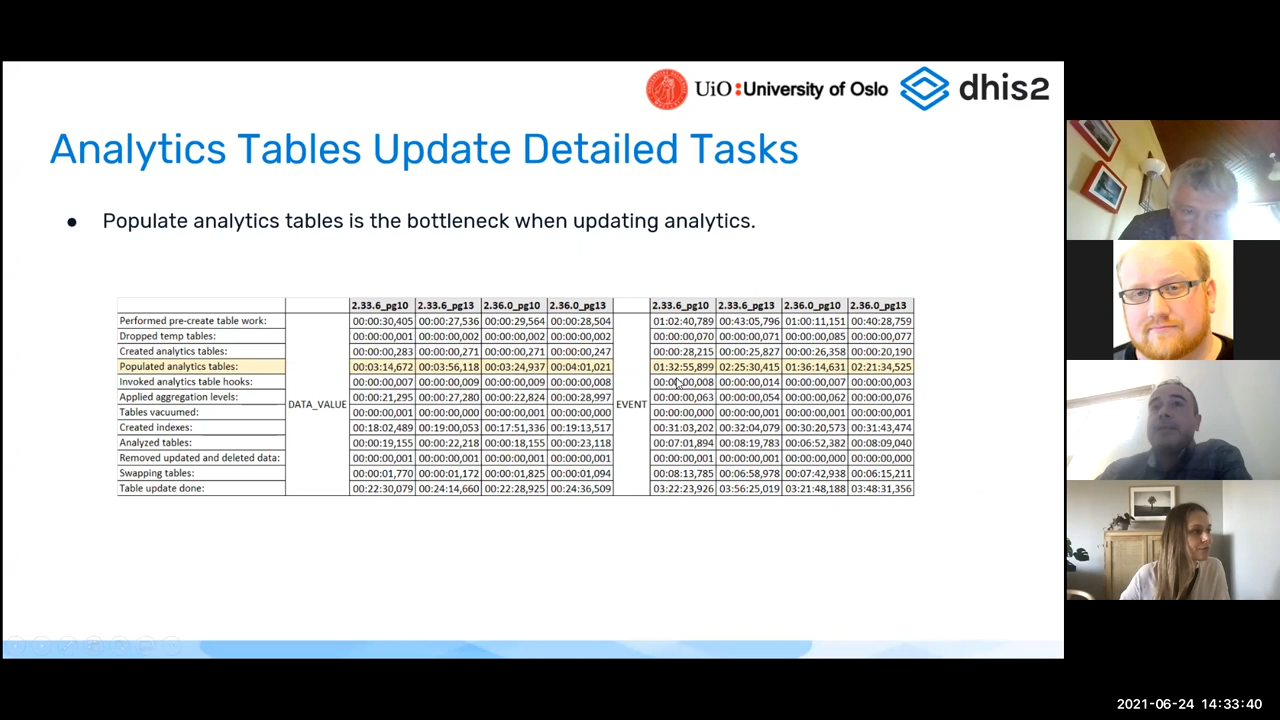 UiO:University of Oslo dhis2
Analytics Tables Update Detailed Tasks
● Populate analytics tables is the bottleneck when updating analytics.
2.33.6_pg10 2.33.6_pg13 2.36.0_pg10 2.36.0_pg13 2.33.6_pg10 2.33.6_pg13 2.36.0_pg10 2.36.0_pg13
Performed pre-create table work: 00:00:30,405 00:00:27,536 00:00:29,564 00:00:28,504 01:02:40,789 00:43:05,796 01:00:11,151 00:40:28,759
Dropped temp tables: 00:00:00,001 00:00:00,002 00:00:00,002 00:00:00,002 00:00:00,070 00:00:00,071 00:00:00,085 00:00:00,077
Created analytics tables: 00:00:00,283 00:00:00,271 00:00:00,271 00:00:00,247 00:00:28,215 00:00:25,827 00:00:26,358 00:00:20,190
Populated analytics tables: 00:03:14,672 00:03:56,118 00:03:24,937 00:04:01,021 01:32:55,899 02:25:30,415 01:36:14,631 02:21:34,525
Invoked analytics table hooks: 00:00:00,007 00:00:00,009 00:00:00,009 00:00:00,008 00:00:00,008 00:00:00,014 00:00:00,007 00:00:00,003
Applied aggregation levels: DATA_VALUE 00:00:21,295 00:00:27,280 00:00:22,824 00:00:28,997 EVENT 00:00:00,063 00:00:00,054 00:00:00,062 00:00:00,076
Tables vacuumed: 00:00:00,001 00:00:00,000 00:00:00,001 00:00:00,000 00:00:00,000 00:00:00,001 00:00:00,001 00:00:00,001
Created indexes: 00:18:02,489 00:19:00,053 00:17:51,336 00:19:13,517 00:31:03,202 00:32:04,079 00:30:20,573 00:31:43,474
Analyzed tables: 00:00:19,155 00:00:22,218 00:00:18,155 00:00:23,118 00:07:01,894 00:08:19,783 00:06:52,382 00:08:09,040
Removed updated and deleted data: 00:00:00,001 00:00:00,001 00:00:00,001 00:00:00,001 00:00:00,001 00:00:00,001 00:00:00,000 00:00:00,000
Swapping tables: 00:00:01,770 00:00:01,172 00:00:01,825 00:00:01,094 00:08:13,785 00:06:58,978 00:07:42,938 00:06:15,211
Table update done: 00:22:30,079 00:24:14,660 00:22:28,925 00:24:36,509 03:22:23,926 03:56:25,019 03:21:48,188 03:48:31,356
2021-06-24 14:33:40